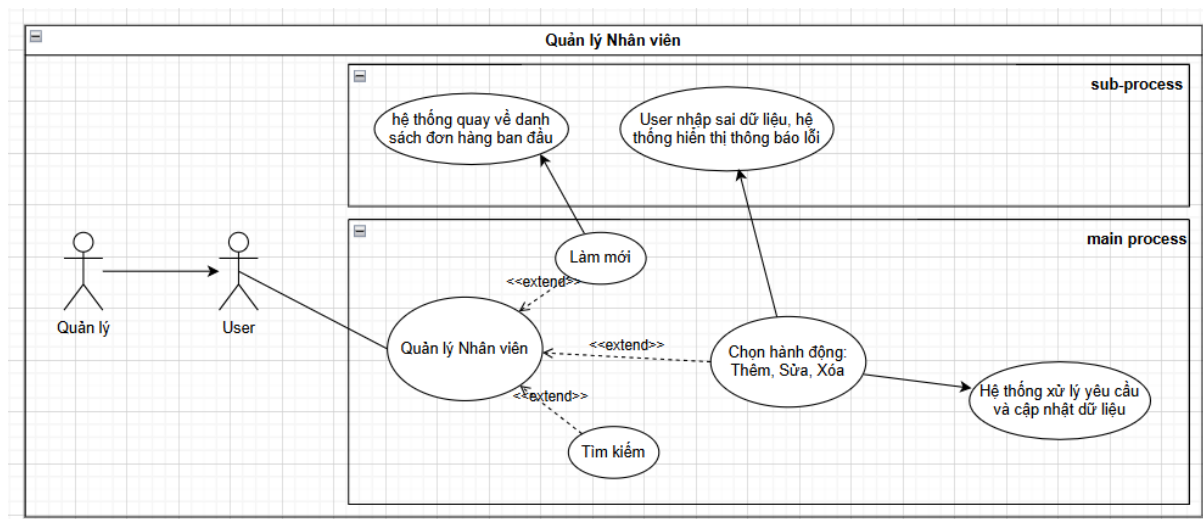 Quản lý Nhân viên
sub-process
hệ thống quay về danh
sách đơn hàng ban đầu
User nhập sai dữ liệu, hệ
thống hiển thị thông báo lỗi
main process
Làm mới
<<extend>>
Quản lý
User
Quản lý Nhân viên
<<extend>>
Chọn hành động:
Thêm, Sửa, Xóa
<<extend>>
Hệ thống xử lý yêu cầu
và cập nhật dữ liệu
Tìm kiếm